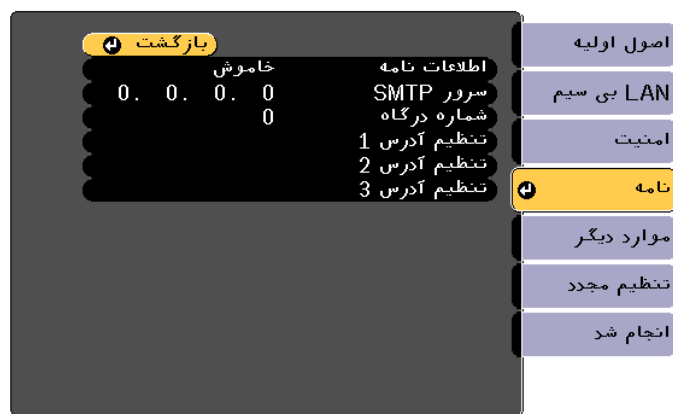 اصول اولیه
LAN بی سیم
امنیت
نامه
موارد دیگر
تنظیم مجدد
انجام شد
بازگشت
اطلاعات نامه خاموش
سرور SMTP 0. 0. 0. 0
شماره درگاه 0
تنظیم آدرس 1
تنظیم آدرس 2
تنظیم آدرس 3